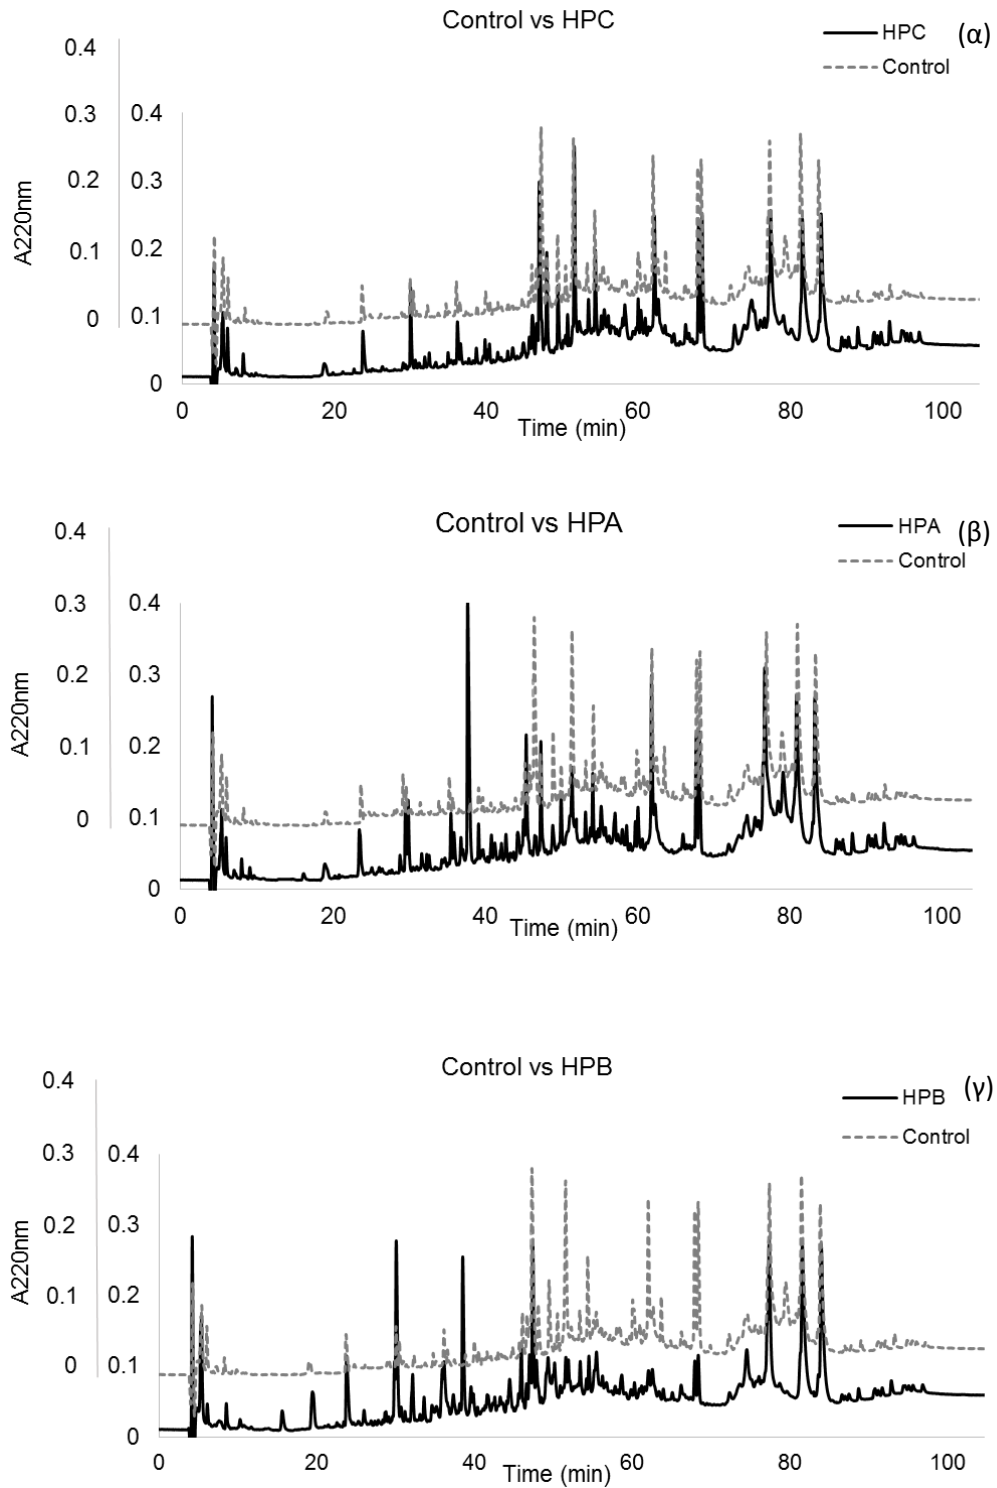 Control vs HPC
HPC
(α)
Control
0.4
0.3
0.2
0.1
0
0.4
0.3
0.2
0.1
0
A220nm
0 20 40 60 80 100
Time (min)
Control vs HPA
HPA
(β)
Control
0.4
0.3
0.2
0.1
0
0.4
0.3
0.2
0.1
0
A220nm
0 20 40 60 80 100
Time (min)
Control vs HPB
HPB
(γ)
Control
0.4
0.3
0.2
0.1
0
0.4
0.3
0.2
0.1
0
A220nm
0 20 40 60 80 100
Time (min)